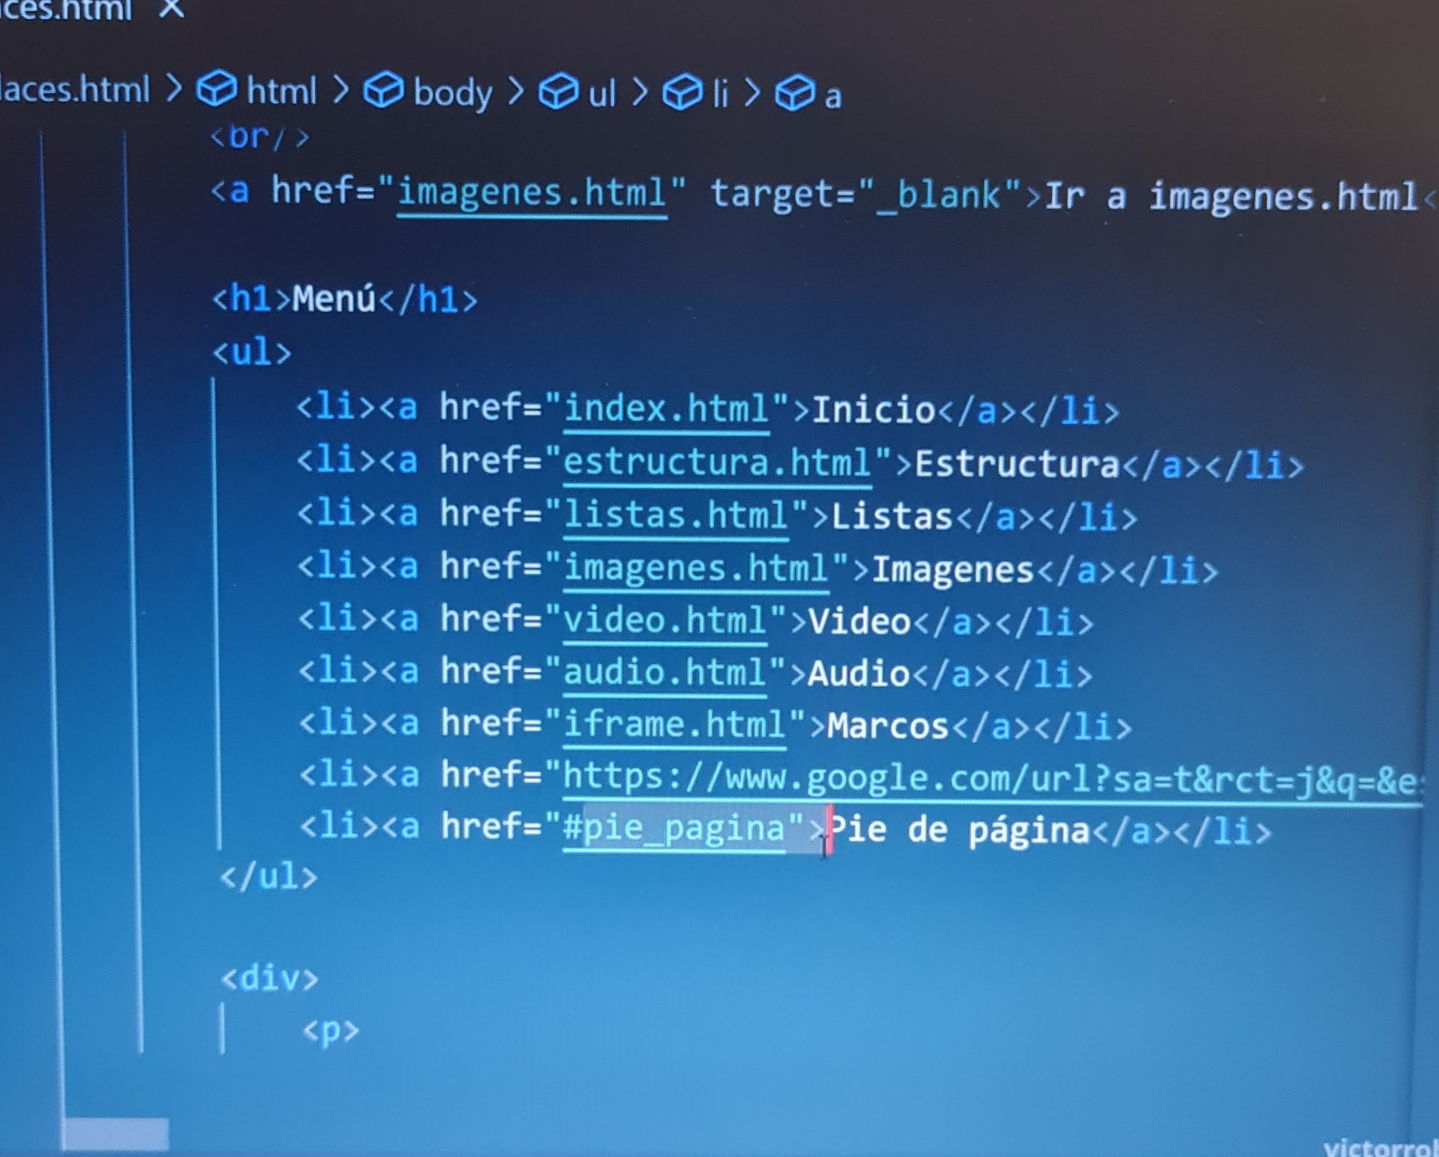 ces.html ×
laces.html > html > body > ul > li > a
<br/>
<a href="imagenes.html" target="_blank">Ir a imagenes.html<
<h1>Menú</h1>
<ul>
<li><a href="index.html">Inicio</a></li>
<li><a href="estructura.html">Estructura</a></li>
<li><a href="listas.html">Listas</a></li>
<li><a href="imagenes.html">Imagenes</a></li>
<li><a href="video.html">Video</a></li>
<li><a href="audio.html">Audio</a></li>
<li><a href="iframe.html">Marcos</a></li>
<li><a href="https://www.google.com/url?sa=t&rct=j&q=&es
<li><a href="#pie_pagina">Pie de página</a></li>
</ul>
<div>
<p>
victorrol